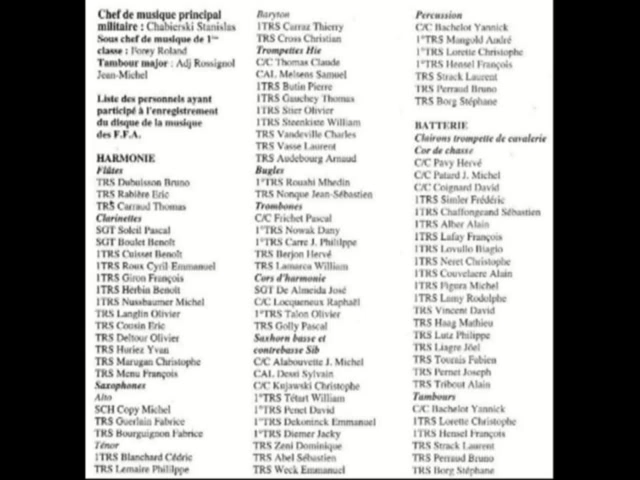 Chef de musique principal
militaire : Chabierski Stanislas
Sous chef de musique de 1ere
classe : Forey Roland
Tambour major : Adj Rossignol
Jean-Michel
Liste des personnels ayant
participé à l'enregistrement
du disque de la musique
des F.F.A.
HARMONIE
Flûtes
TRS Dubuisson Bruno
TRS Rabière Eric
TRS Carraud Thomas
Clarinettes
SGT Soleil Pascal
SGT Boulet Benoît
1TRS Cuisset Benoît
1TRS Roux Cyril Emmanuel
1TRS Giron François
1TRS Herbin Benoît
1TRS Nussbaumer Michel
TRS Langlin Olivier
TRS Cousin Eric
TRS Deltour Olivier
TRS Huriez Yvan
TRS Marugan Christophe
TRS Menu François
Saxophones
Alto
SCH Copy Michel
TRS Guerlain Fabrice
TRS Bourguignon Fabrice
Ténor
1TRS Blanchard Cédric
TRS Lemaire Philippe
Baryton
1TRS Carraz Thierry
TRS Cross Christian
Trompettes Hie
C/C Thomas Claude
CAL Melsens Samuel
1TRS Butin Pierre
1TRS Gauchey Thomas
1TRS Siter Olivier
1TRS Steenkiste William
TRS Vandeville Charles
TRS Vasse Laurent
TRS Audebourg Arnaud
Bugles
1°TRS Rouahi Mhedin
TRS Nonque Jean-Sébastien
Trombones
C/C Frichet Pascal
1°TRS Nowak Dany
1°TRS Carre J. Philippe
TRS Berjon Hervé
TRS Lamarca William
Cors d'harmonie
SGT De Almeida José
C/C Locqueneux Raphaël
1°TRS Talon Olivier
TRS Golly Pascal
Saxhorn basse et
contrebasse Sib
C/C Alabouvette J. Michel
CAL Dessi Sylvain
C/C Kujawski Christophe
1°TRS Tétart William
1°TRS Penet David
1°TRS Dekoninck Emmanuel
1°TRS Diemer Jacky
TRS Zeni Dominique
TRS Abel Sébastien
TRS Weck Emmanuel
Percussion
C/C Bachelot Yannick
1°TRS Mangold André
1°TRS Lorette Christophe
1°TRS Hensel François
TRS Strack Laurent
TRS Perraud Bruno
TRS Borg Stéphane
BATTERIE
Clairons trompette de cavalerie
Cor de chasse
C/C Pavy Hervé
C/C Patard J. Michel
C/C Coignard David
1TRS Simler Frédéric
1TRS Chaffongeand Sébastien
1TRS Alber Alain
1TRS Lafay François
1TRS Lovullo Biagio
1TRS Neret Christophe
1TRS Couvelaere Alain
1TRS Figura Michel
1TRS Lamy Rodolphe
TRS Vincent David
TRS Haag Mathieu
TRS Lutz Philippe
TRS Liagre Jöel
TRS Tourais Fabien
TRS Pernet Joseph
TRS Tribout Alain
Tambours
C/C Bachelot Yannick
1TRS Lorette Christophe
1TRS Hensel François
TRS Strack Laurent
TRS Perraud Bruno
TRS Borg Stéphane